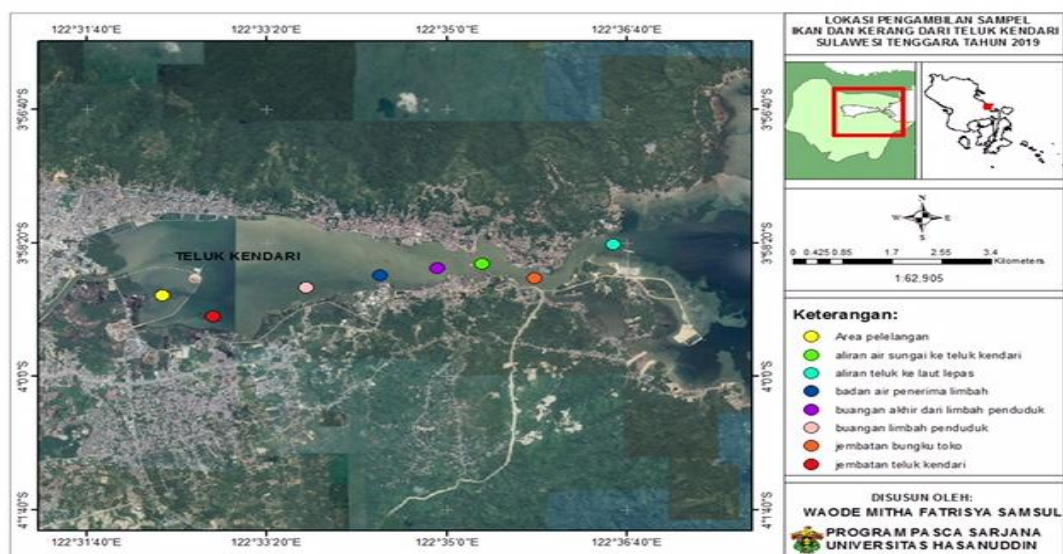 122°31'40"E 122°33'20"E 122°35'0"E 122°36'40"E
3°56'40"S
3°58'20"S
4°0'0"S
4°1'40"S
TELUK KENDARI
3°56'40"S
3°58'20"S
4°0'0"S
4°1'40"S
122°31'40"E 122°33'20"E 122°35'0"E 122°36'40"E
LOKASI PENGAMBILAN SAMPEL
IKAN DAN KERANG DARI TELUK KENDARI
SULAWESI TENGGARA TAHUN 2019
N
W E
S
0 0.425 0.85 1.7 2.55 3.4
Kilometers
1:62,905
Keterangan:
Area pelelangan
aliran air sungai ke teluk kendari
aliran teluk ke laut lepas
badan air penerima limbah
buangan akhir dari limbah penduduk
buangan limbah penduduk
jembatan bungku toko
jembatan teluk kendari
DISUSUN OLEH:
WAODE MITHA FATRISYA SAMSUL
PROGRAM PASCA SARJANA
UNIVERSITAS HASANUDDIN